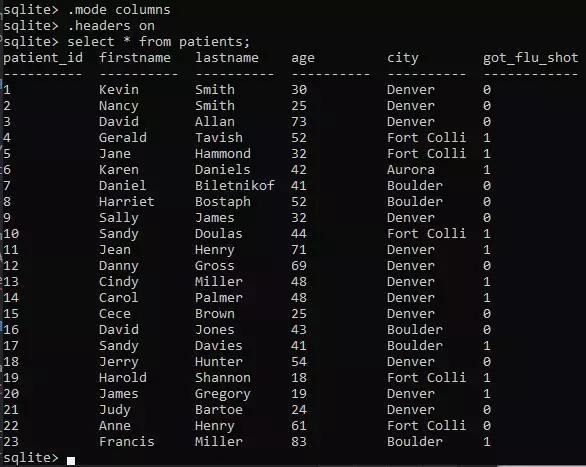 sqlite> .mode columns
sqlite> .headers on
sqlite> select * from patients;
patient_id  firstname   lastname    age         city        got_flu_shot
----------  ----------  ----------  ----------  ----------  ------------
1           Kevin       Smith       30          Denver      0
2           Nancy       Smith       25          Denver      0
3           David       Allan       73          Denver      0
4           Gerald      Tavish      52          Fort Colli  1
5           Jane        Hammond     32          Fort Colli  1
6           Karen       Daniels     42          Aurora      1
7           Daniel      Biletnikof  41          Boulder     0
8           Harriet     Bostaph     52          Boulder     0
9           Sally       James       32          Denver      0
10          Sandy       Doulas      44          Fort Colli  1
11          Jean        Henry       71          Denver      1
12          Danny       Gross       69          Denver      0
13          Cindy       Miller      48          Denver      1
14          Carol       Palmer      48          Denver      1
15          Cece        Brown       25          Denver      0
16          David       Jones       43          Boulder     0
17          Sandy       Davies      41          Boulder     1
18          Jerry       Hunter      54          Denver      0
19          Harold      Shannon     18          Fort Colli  1
20          James       Gregory     19          Denver      1
21          Judy        Bartoe      24          Denver      0
22          Anne        Henry       61          Fort Colli  0
23          Francis     Miller      83          Boulder     1
sqlite>